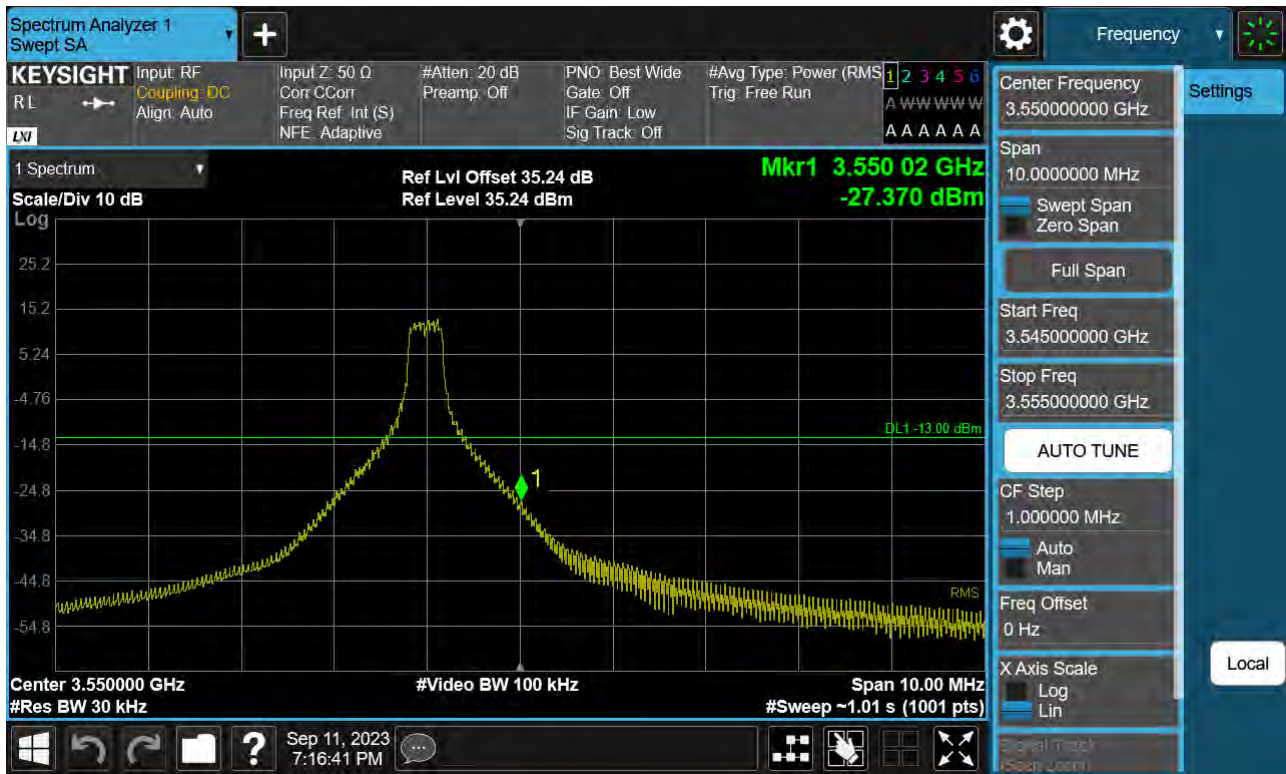 Spectrum Analyzer 1
Swept SA
+
Frequency
KEYSIGHT
RL
LXI
Input: RF
Coupling: DC
Align: Auto
Input Z: 50 Ω
Corr CCorr
Freq Ref: Int (S)
NFE: Adaptive
#Atten: 20 dB
Preamp: Off
PNO: Best Wide
Gate: Off
IF Gain: Low
Sig Track: Off
#Avg Type: Power (RMS
Trig: Free Run
1 2 3 4 5 6
A WW WW W
A A A A A A
1 Spectrum
Scale/Div 10 dB
Log
Ref Lvl Offset 35.24 dB
Ref Level 35.24 dBm
Mkr1 3.550 02 GHz
-27.370 dBm
25.2
15.2
5.24
-4.76
-14.8
-24.8
-34.8
-44.8
-54.8
DL1 -13.00 dBm
1
RMS
Center 3.550000 GHz
#Res BW 30 kHz
#Video BW 100 kHz
Span 10.00 MHz
#Sweep ~1.01 s (1001 pts)
Center Frequency
3.550000000 GHz
Settings
Span
10.0000000 MHz
Swept Span
Zero Span
Full Span
Start Freq
3.545000000 GHz
Stop Freq
3.555000000 GHz
AUTO TUNE
CF Step
1.000000 MHz
Auto
Man
Freq Offset
0 Hz
X Axis Scale
Log
Lin
Local
Signal Track
(Span Zoom)
?
Sep 11, 2023
7:16:41 PM